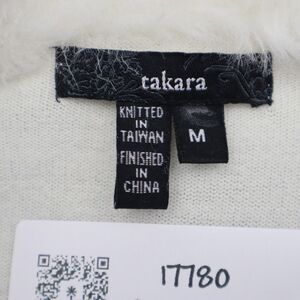 takara
KNITTED
IN
TAIWAN
FINISHED
IN
CHINA
M
17780